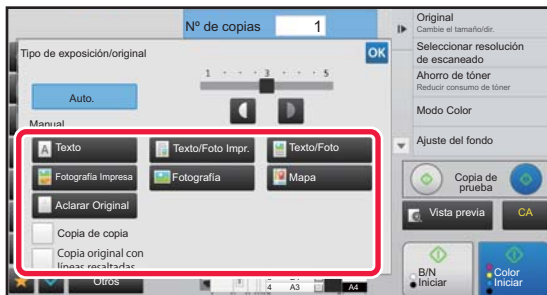 Nº de copias 1
Tipo de exposición/original
OK
1 3 5
Auto.
Manual
Texto
Texto/Foto Impr.
Texto/Foto
Fotografía Impresa
Fotografía
Mapa
Aclarar Original
Copia de copia
Copia original con
líneas resaltadas
Otros
4 A3
A4
Original
Cambie el tamaño/dir.
Seleccionar resolución
de escaneado
Ahorro de tóner
Reducir consumo de tóner
Modo Color
Ajuste del fondo
Copia de
prueba
Vista previa
CA
B/N
Iniciar
Color
Iniciar